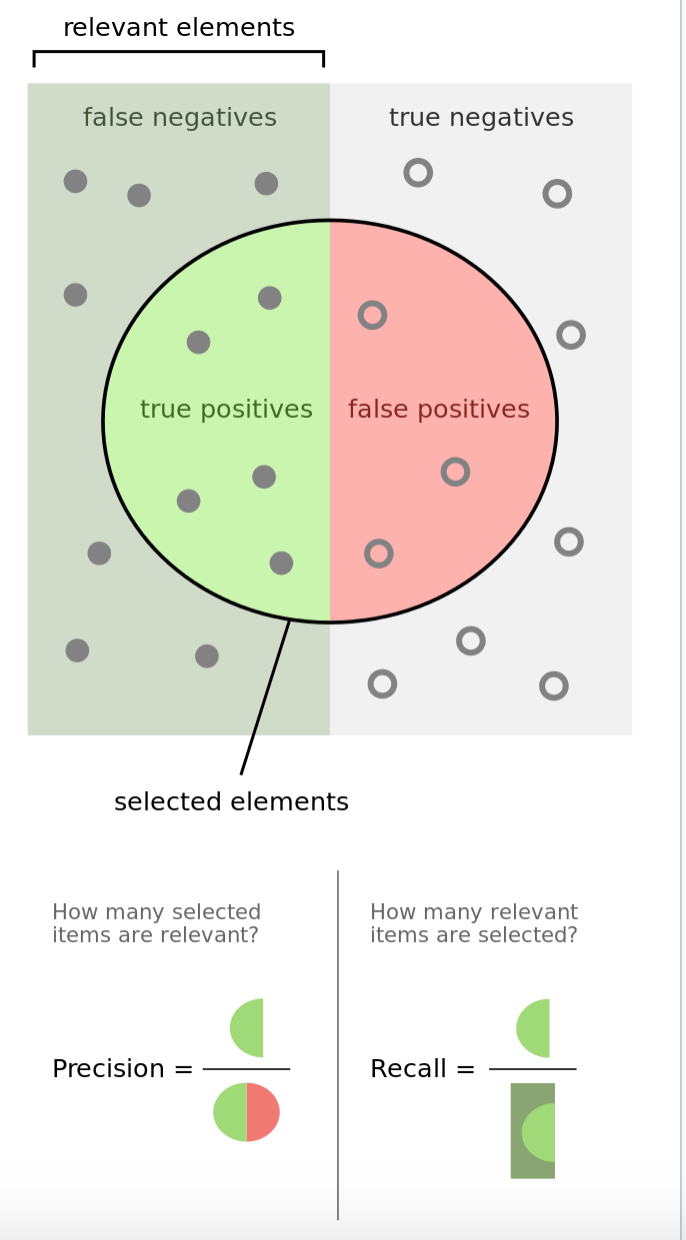 relevant elements
false negatives
true negatives
true positives
false positives
selected elements
How many selected
items are relevant?
How many relevant
items are selected?
Precision =
Recall =